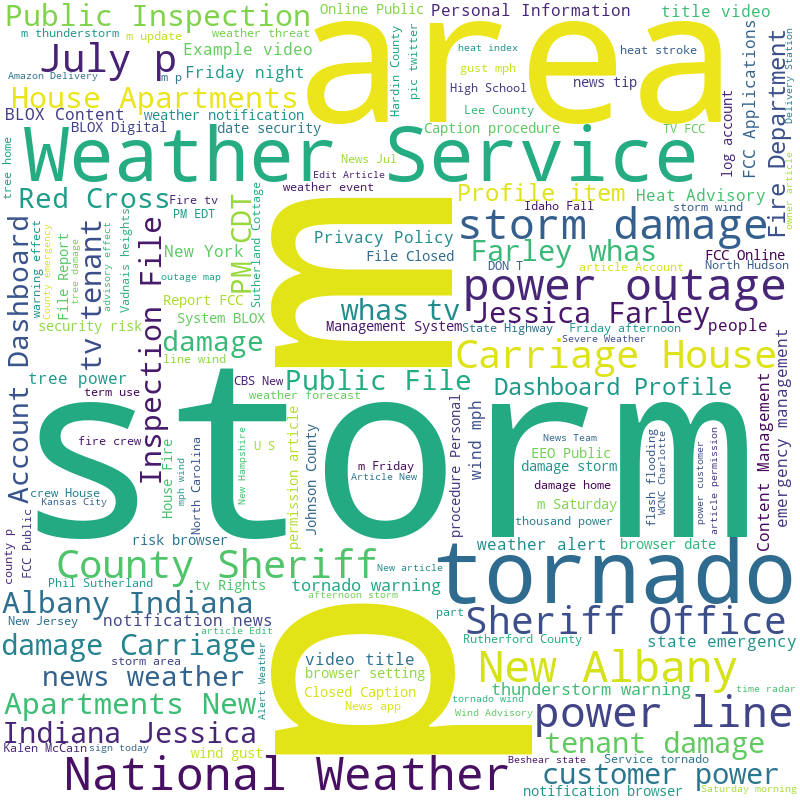 Public Inspection
Online Public
Personal Information
title video
m thunderstorm
m update
weather threat
area
July p
Example video
Amazon Delivery
m p
Friday night
Hardin County
pic twitter
heat index
gust mph
heat stroke
news tip
High School
FCC Applications
Fire Department
Delivery Station
House Apartments
BLOX Content
weather notification
Lee County
log account
BLOX Digital
date security
Caption procedure
TV FCC
tree home
Weather Service
News Jul
Edit Article
weather event
Red Cross
Fire tv
Profile item
Heat Advisory
owner article
PM EDT
PM CDT
Sutherland Cottage
m
Idaho Fall
storm wind
storm damage
Account Dashboard
warning effect
County emergency
File Report
tree damage
advisory effect
Vadnais heights
tv tenant
Inspection File
New York
Privacy Policy
File Closed
Farley whas
FCC Online
DON T
article Account
North Hudson
outage map
power outage
Report FCC
System BLOX
whas tv
Jessica Farley
security risk
Management System
State Highway
Friday afternoon
people
damage
Severe Weather
line wind
Carriage House
tree power
CBS New
Public File
Dashboard Profile
term use
weather forecast
storm
fire crew
House Fire
mph wind
North Carolina
New Hampshire
U S
permission article
Johnson County
m Friday
Article New
procedure Personal
wind mph
News Team
EEO Public
damage storm
damage home
m Saturday
thousand power
flash flooding
WCNC Charlotte
power customer
article permission
Content Management
emergency management
crew House
Kansas City
county p
FCC Public
risk browser
weather alert
browser date
County Sheriff
New article
tornado
Phil Sutherland
tv Rights
tornado warning
afternoon storm
Albany Indiana
New Jersey
notification news
article Edit
p
part
Sheriff Office
Rutherford County
state emergency
damage Carriage
storm area
Alert Weather
video title
browser setting
New Albany
news weather
Closed Caption
thunderstorm warning
time radar
Apartments New
News app
tornado wind
Wind Advisory
power line
Indiana Jessica
Kalen McCain
sign today
wind gust
tenant damage
Beshear state
Service tornado
National Weather
customer power
notification browser
Saturday morning